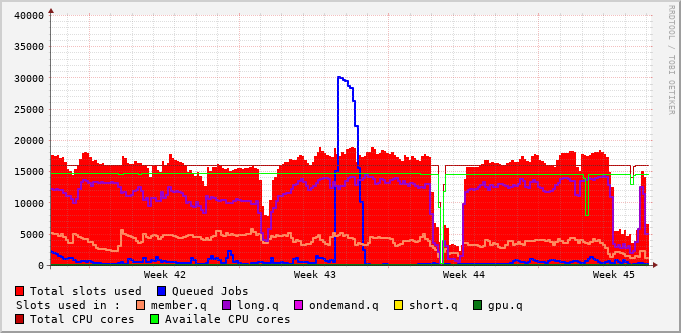 40000
35000
30000
25000
20000
15000
10000
5000
0
Week 42 Week 43 Week 44 Week 45
Total slots used Queued Jobs
Slots used in : member.q long.q ondemand.q short.q gpu.q
Total CPU cores Availale CPU cores
RRDTOOL / TOBI OETIKER